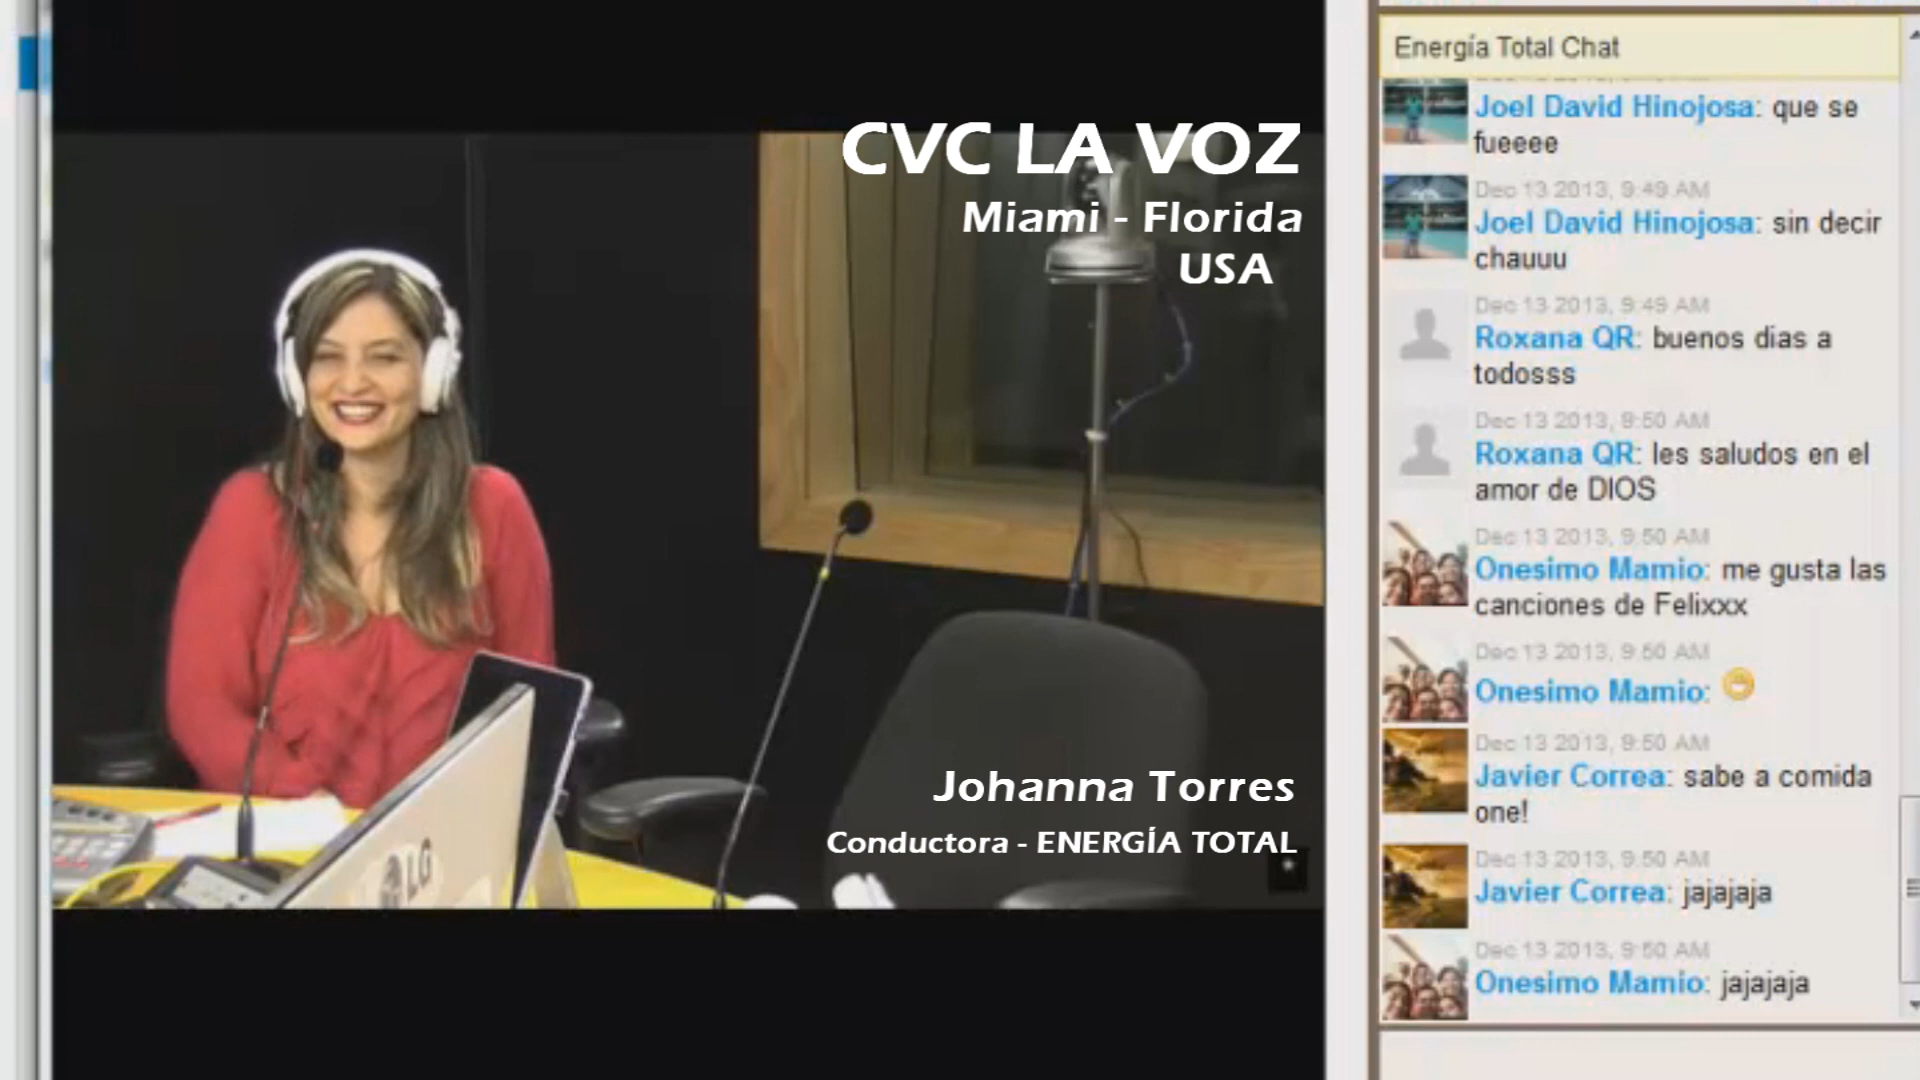 CVC LA VOZ
Miami - Florida
USA
Johanna Torres
Conductora - ENERGÍA TOTAL
LG
Energía Total Chat
Joel David Hinojosa: que se
fueeee
Dec 13 2013, 9:49 AM
Joel David Hinojosa: sin decir
chauuu
Dec 13 2013, 9:49 AM
Roxana QR: buenos dias a
todosss
Dec 13 2013, 9:50 AM
Roxana QR: les saludos en el
amor de DIOS
Dec 13 2013, 9:50 AM
Onesimo Mamio: me gusta las
canciones de Felixxx
Dec 13 2013, 9:50 AM
Onesimo Mamio:
Dec 13 2013, 9:50 AM
Javier Correa: sabe a comida
one!
Dec 13 2013, 9:50 AM
Javier Correa: jajajaja
Dec 13 2013, 9:50 AM
Onesimo Mamio: jajajaja